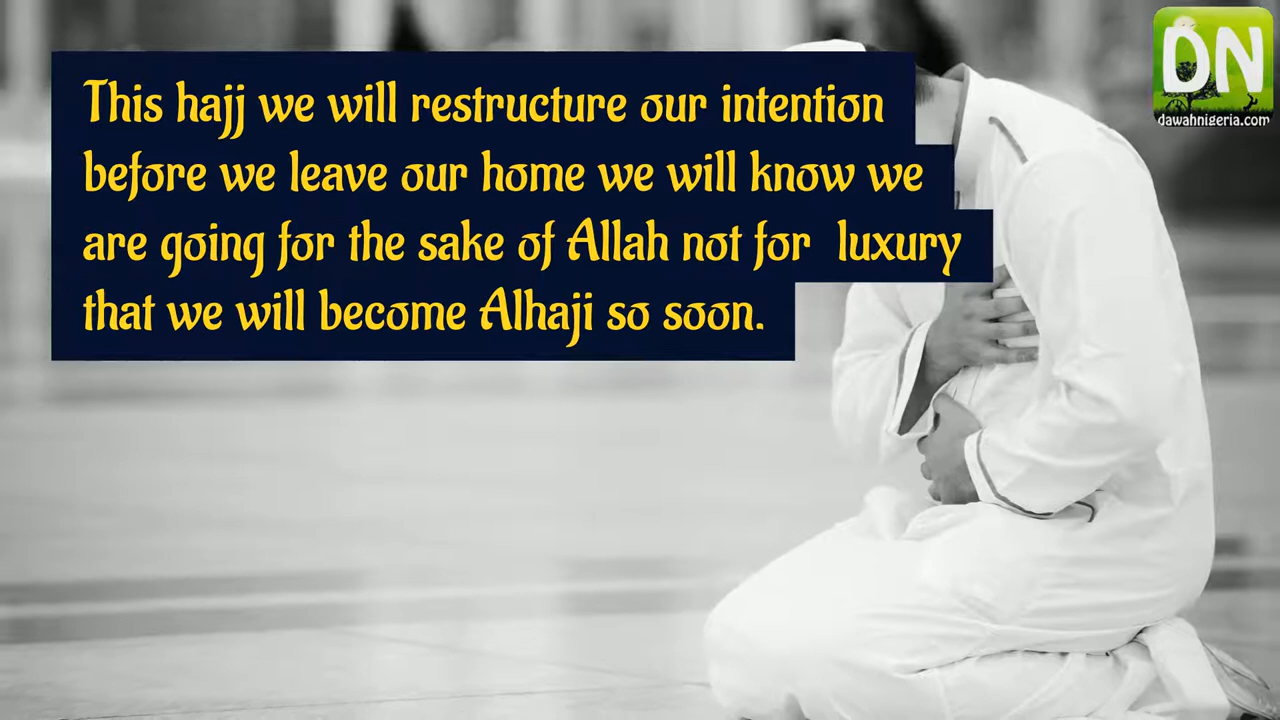 DN
dawahnigeria.com
This hajj we will restructure our intention
before we leave our home we will know we
are going for the sake of Allah not for luxury
that we will become Alhaji so soon.